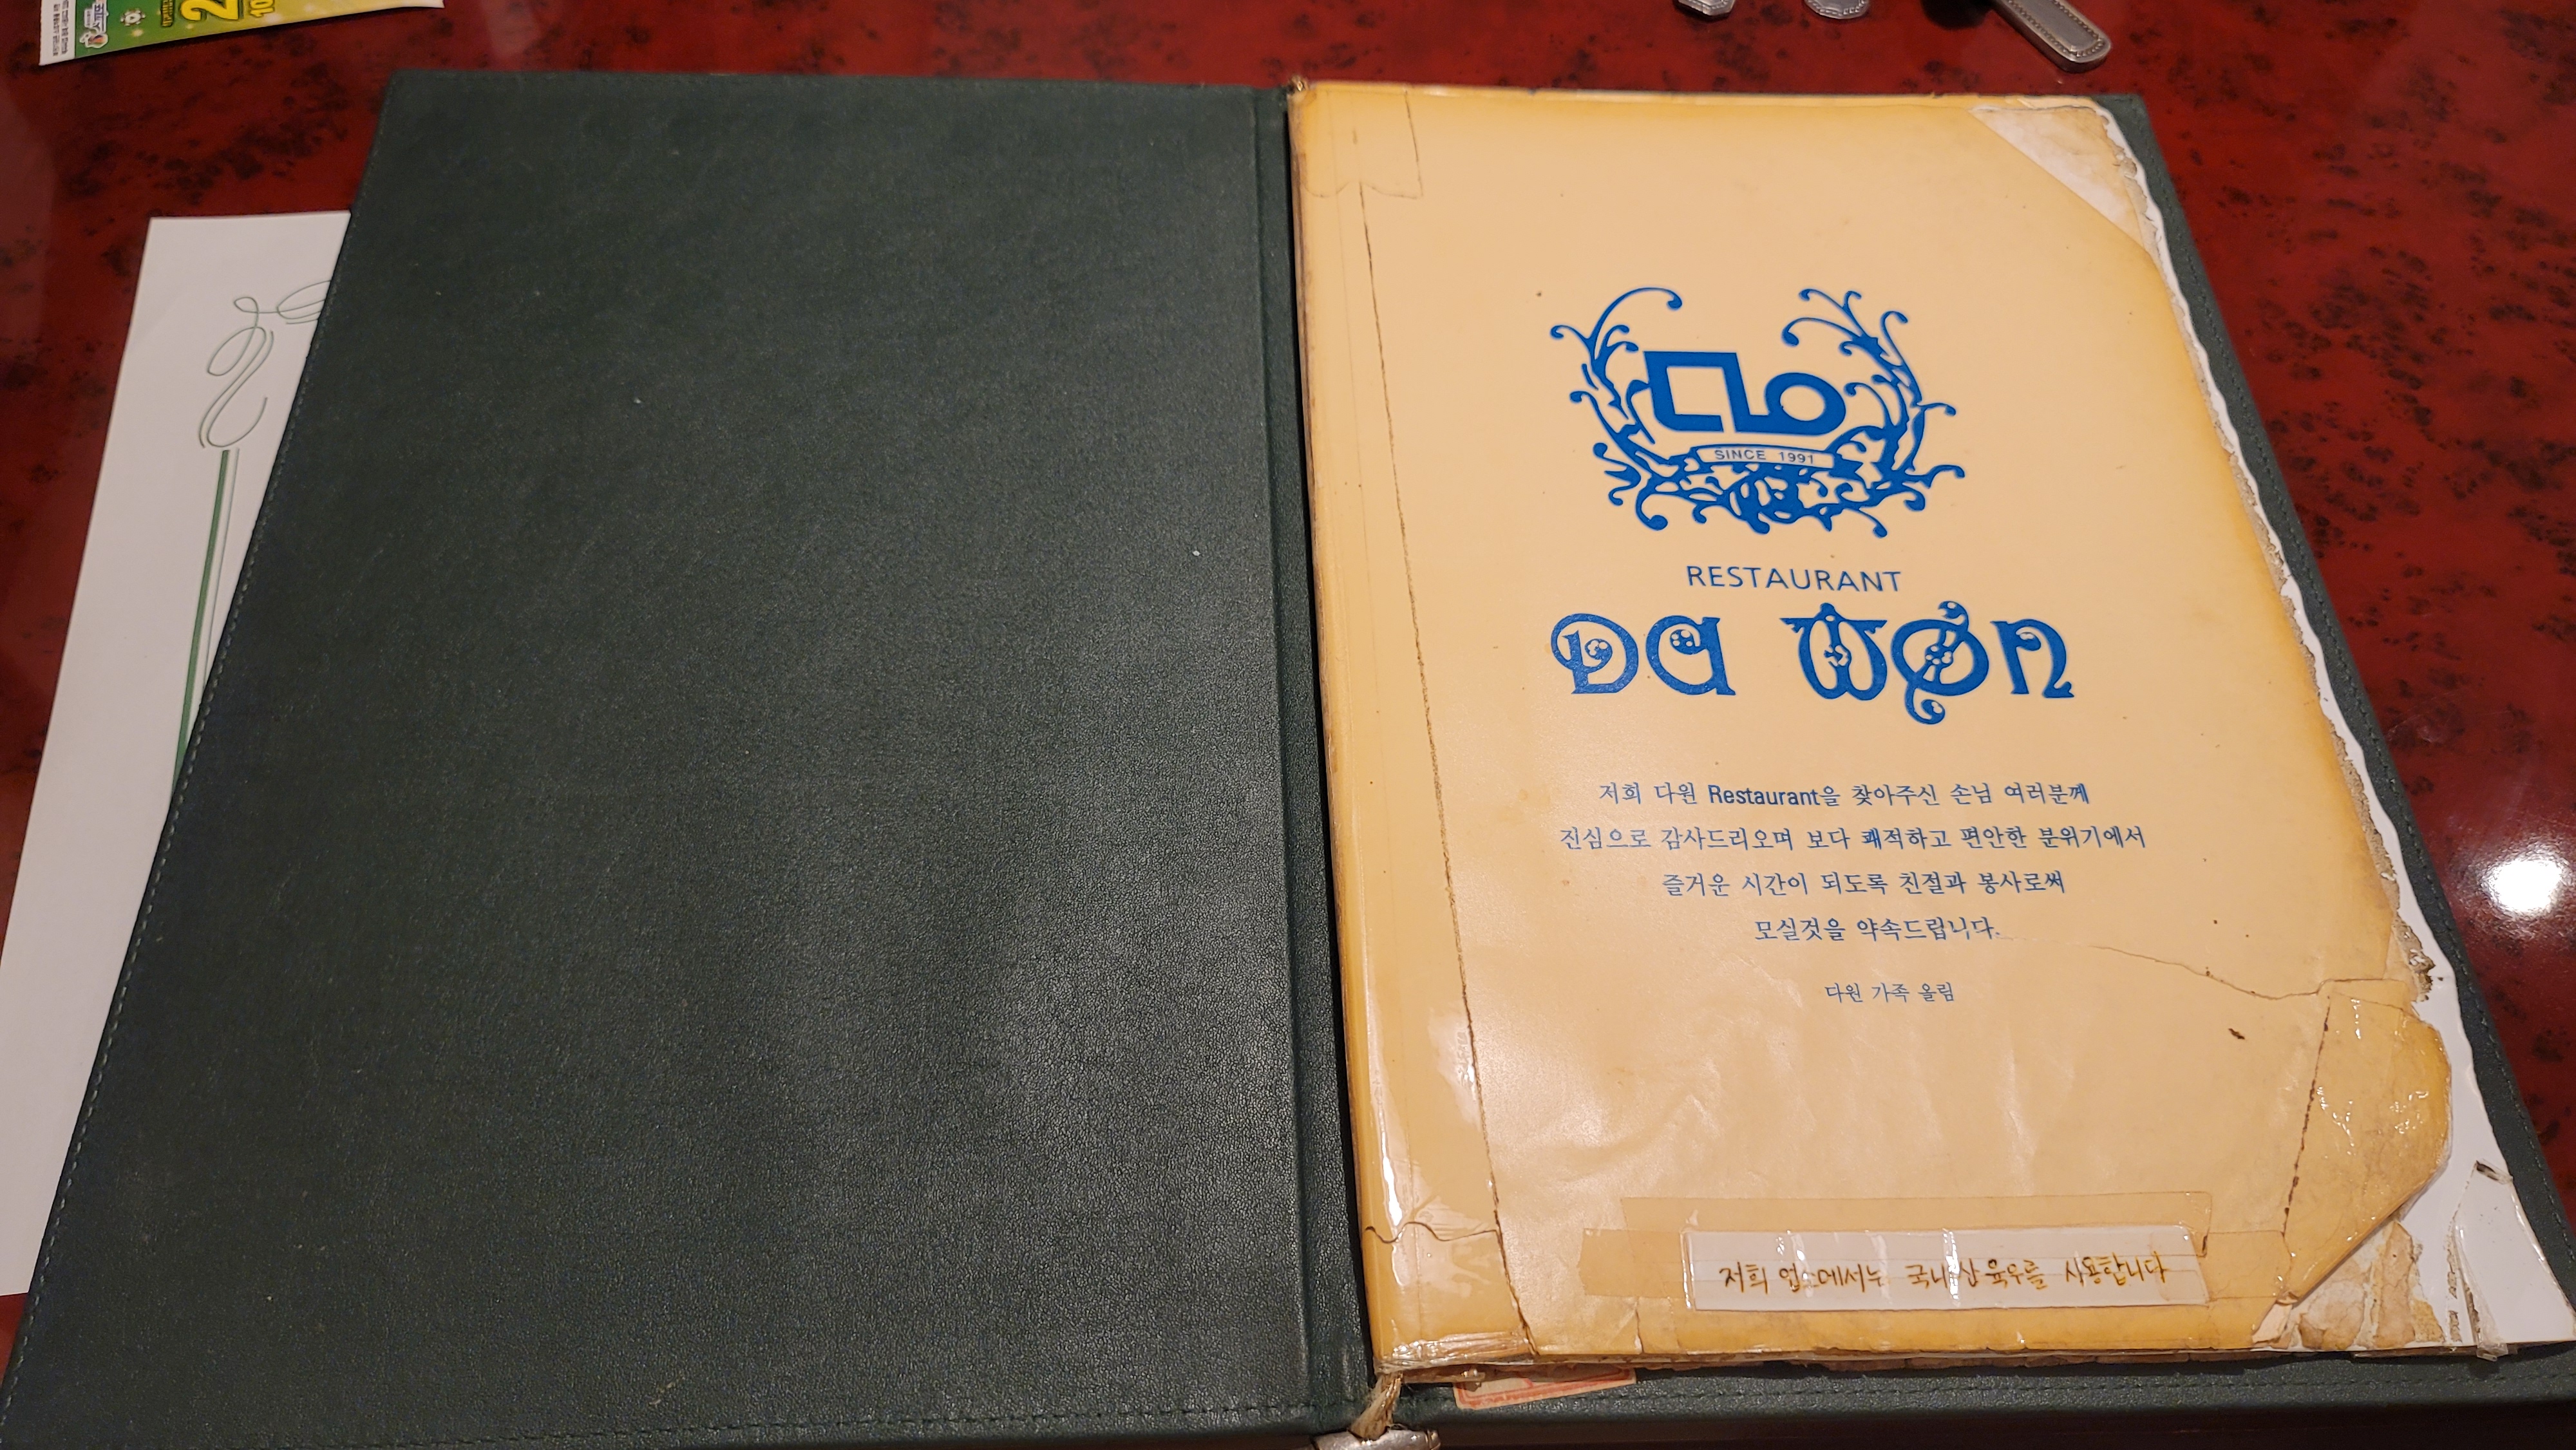 SINCE 1991
RESTAURANT
DA WON
저희 다원 Restaurant을 찾아주신 손님 여러분께
진심으로 감사드리오며 보다 쾌적하고 편안한 분위기에서
즐거운 시간이 되도록 친절과 봉사로써
모실것을 약속드립니다.
다원 가족 올림
저희 업소에서는 국내산 육우를 사용합니다